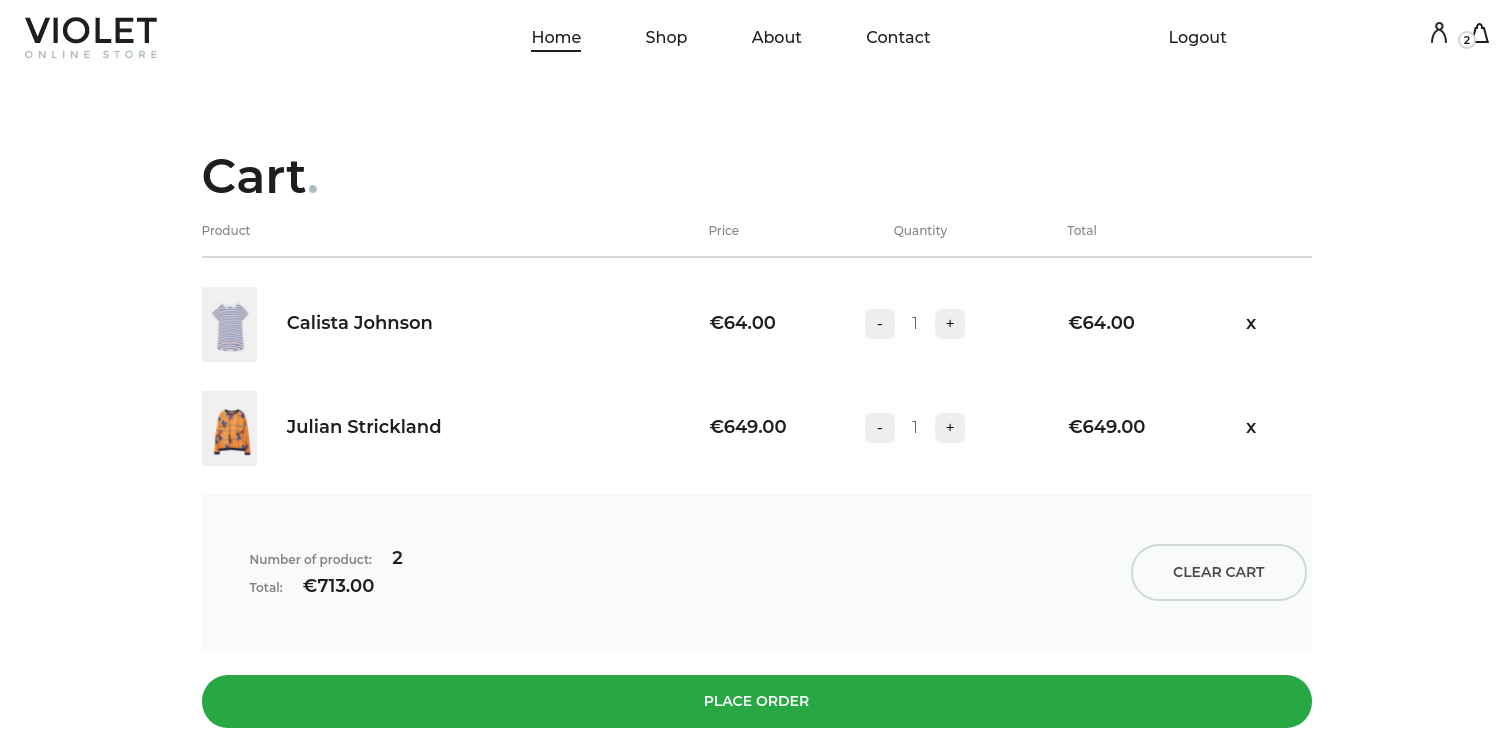 VIOLET
ONLINE STORE
Home Shop About Contact Logout 2
Cart.
Product Price Quantity Total
Calista Johnson €64.00 - 1 + €64.00 x
Julian Strickland €649.00 - 1 + €649.00 x
Number of product: 2
Total: €713.00
CLEAR CART
PLACE ORDER